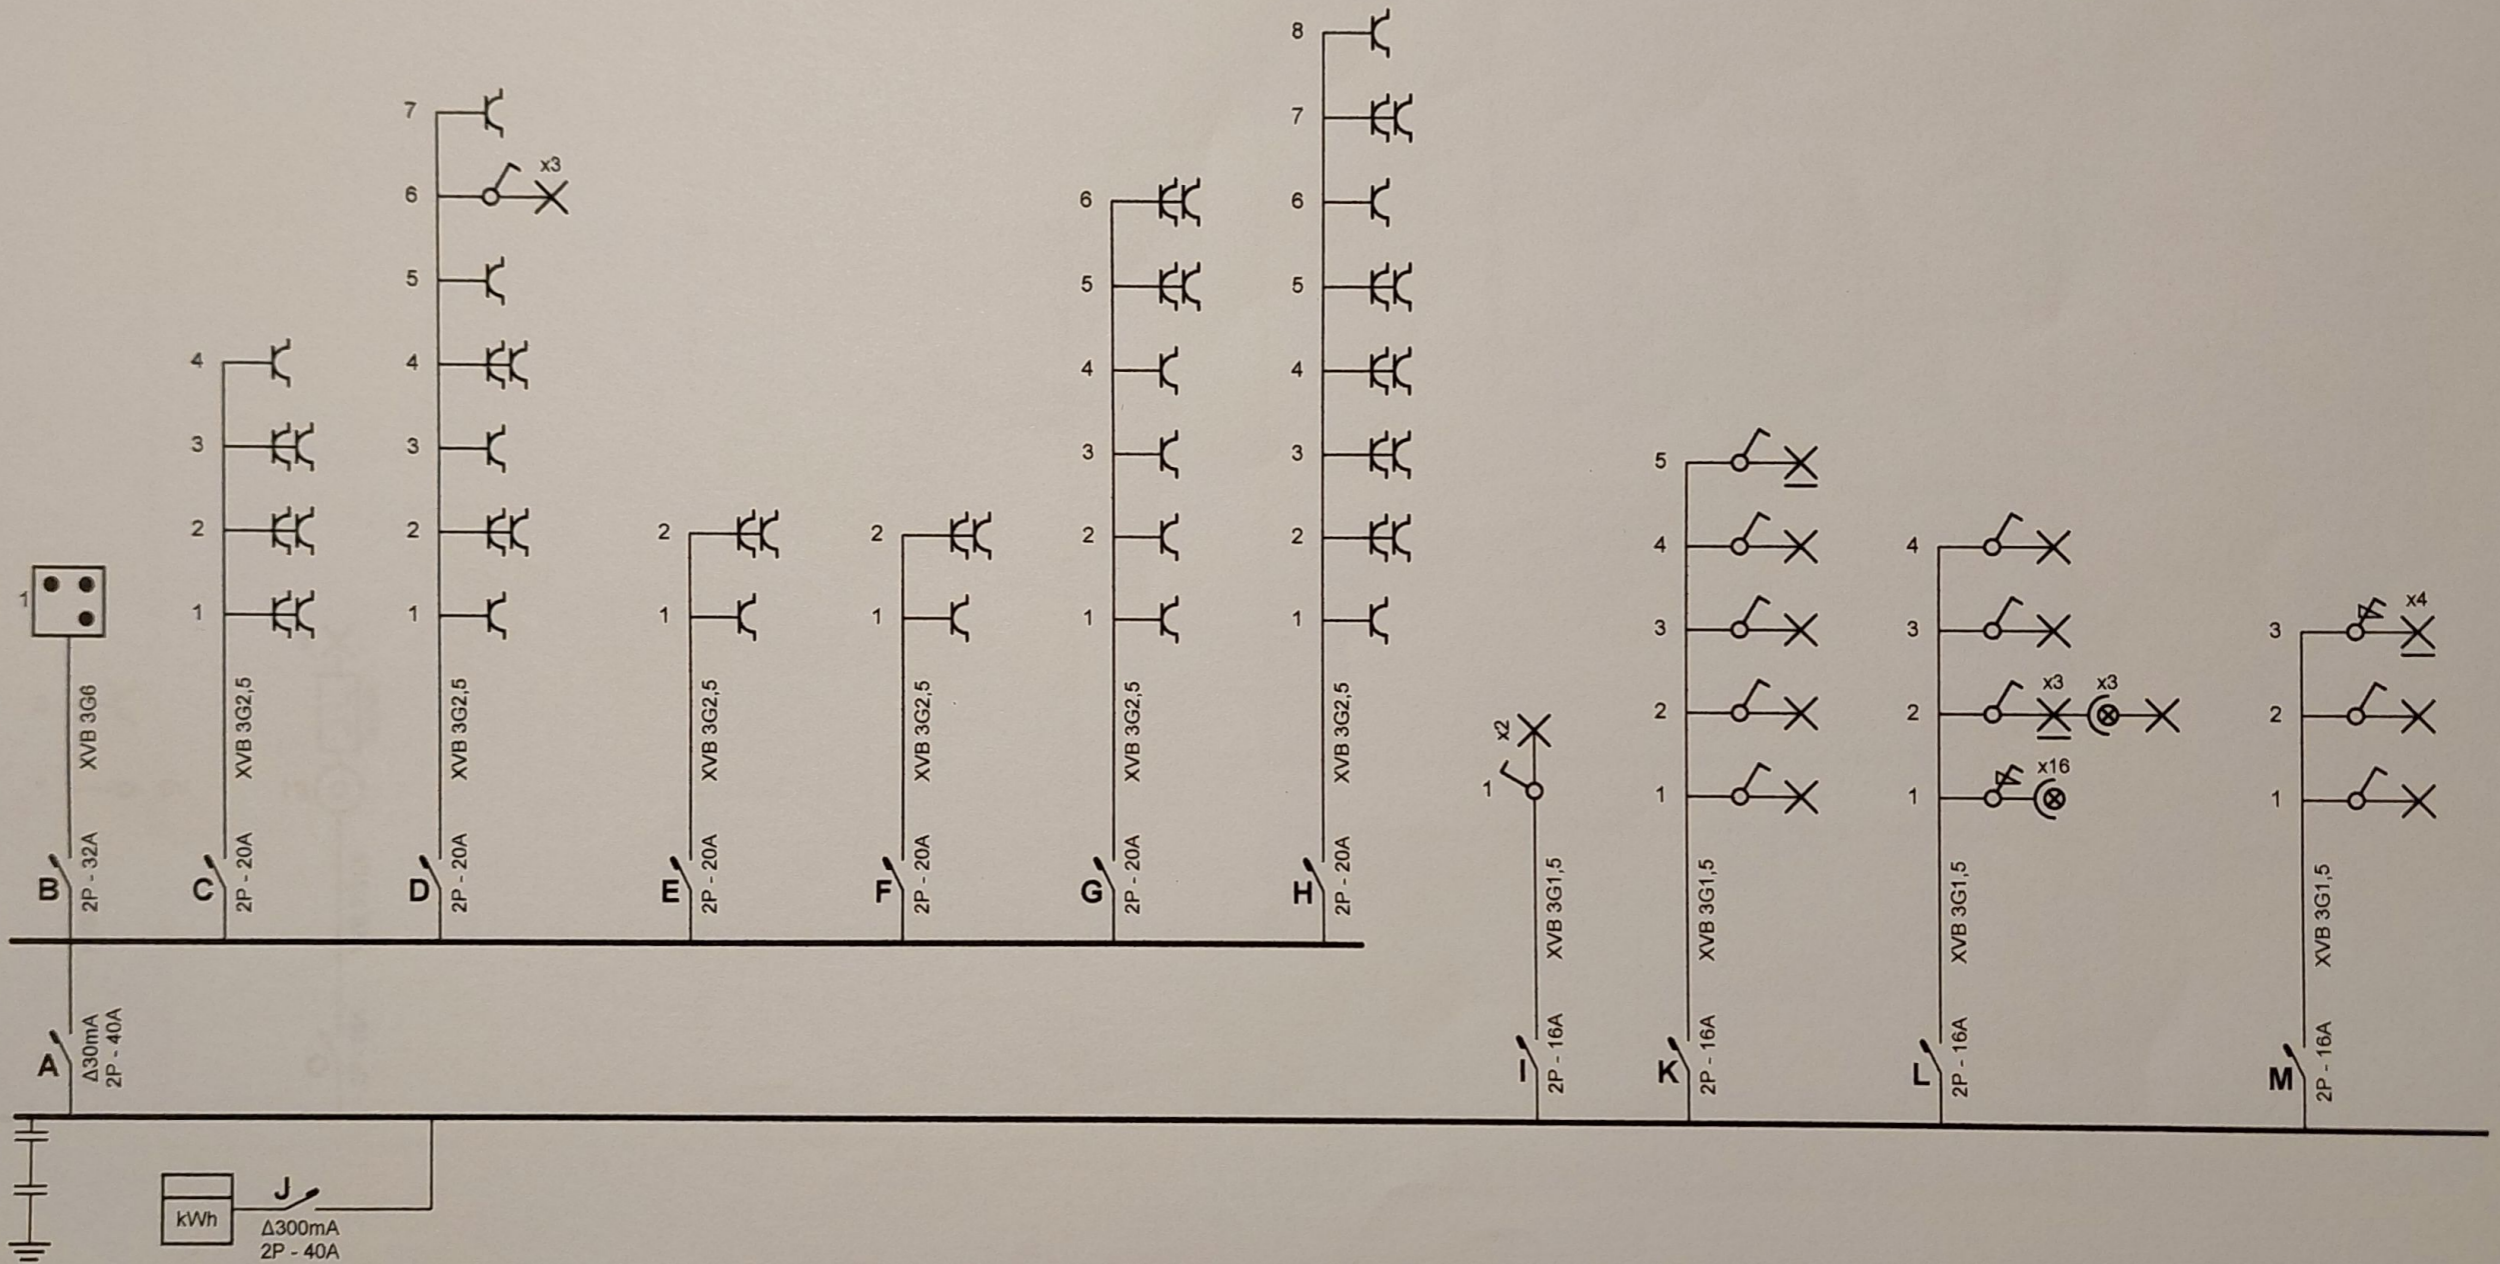 8
7
7
x3
6
6
6
5
5
5
4
4
4
4
3
3
3
3
2
2
2
2
2
2
1
1
1
1
1
1
1
5
4
3
2
1
4
3
2
x3
x3
1
x16
3
x4
2
1
1
x2
XVB 3G6
XVB 3G2,5
XVB 3G2,5
XVB 3G2,5
XVB 3G2,5
XVB 3G2,5
XVB 3G2,5
XVB 3G1,5
XVB 3G1,5
XVB 3G1,5
XVB 3G1,5
B
2P - 32A
C
2P - 20A
D
2P - 20A
E
2P - 20A
F
2P - 20A
G
2P - 20A
H
2P - 20A
A
Δ30mA
2P - 40A
I
2P - 16A
K
2P - 16A
L
2P - 16A
M
2P - 16A
J
kWh
Δ300mA
2P - 40A